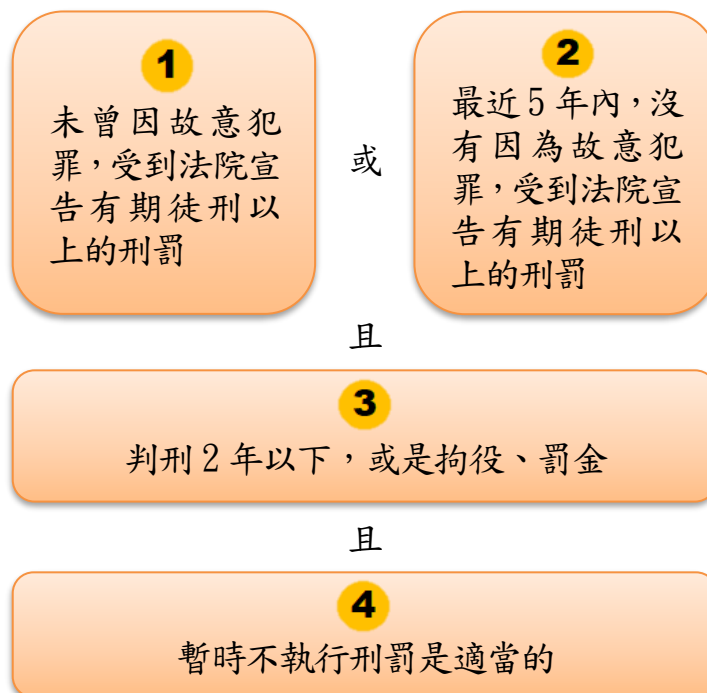 1
未曾因故意犯
罪,受到法院宣
告有期徒刑以
上的刑罰
或
2
最近5年內,沒
有因為故意犯
罪,受到法院宣
告有期徒刑以
上的刑罰
且
3
判刑2年以下,或是拘役、罰金
且
4
暫時不執行刑罰是適當的